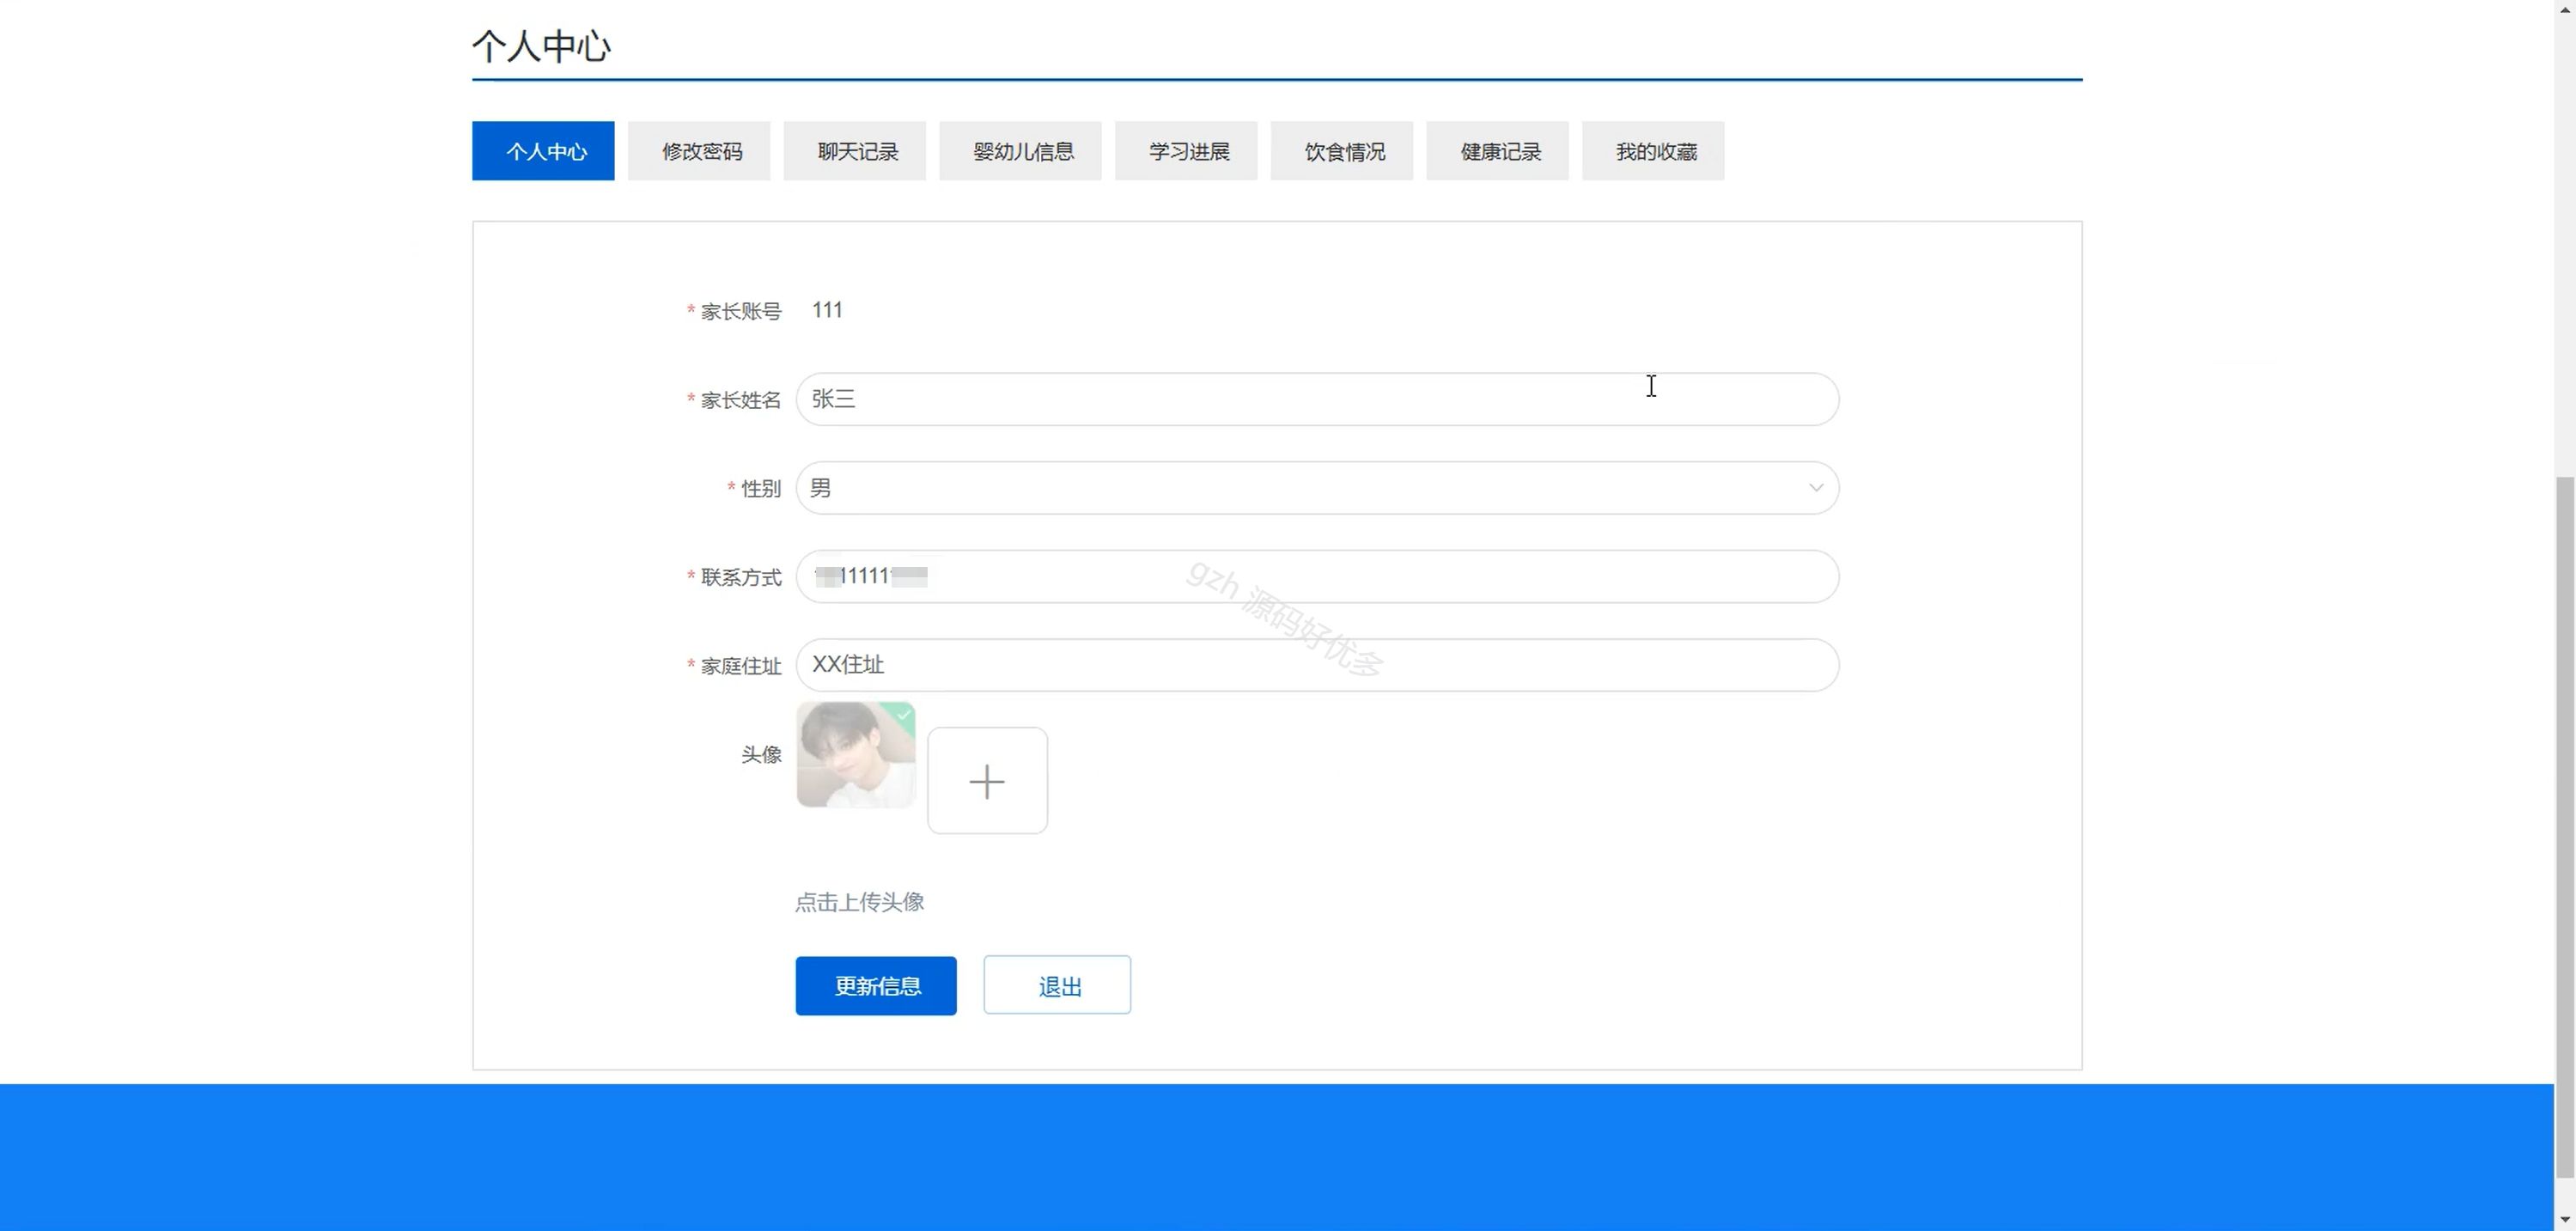 个人中心
个人中心 修改密码 聊天记录 婴幼儿信息 学习进展 饮食情况 健康记录 我的收藏
* 家长账号 111
* 家长姓名 张三
* 性别 男
* 联系方式 11111
* 家庭住址 XX住址
gzh 源码好优多
头像
点击上传头像
更新信息 退出